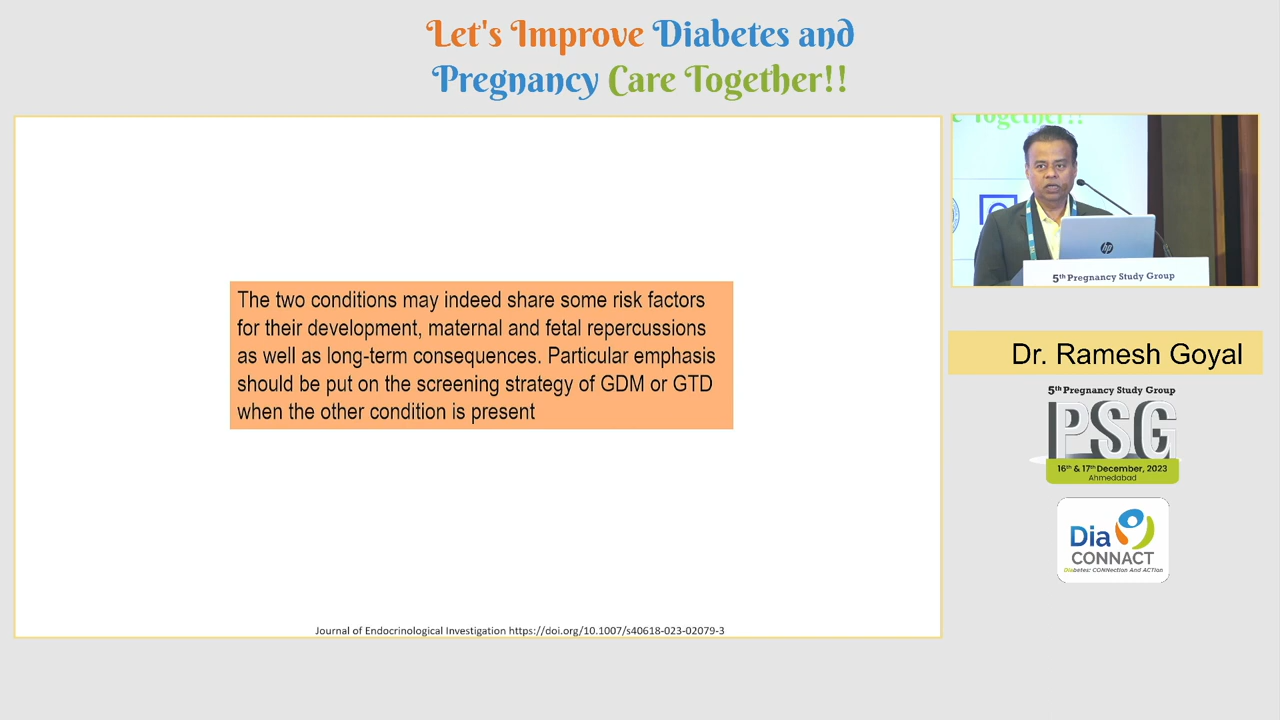 Let's Improve Diabetes and
Pregnancy Care Together!!
The two conditions may indeed share some risk factors
for their development, maternal and fetal repercussions
as well as long-term consequences. Particular emphasis
should be put on the screening strategy of GDM or GTD
when the other condition is present
Journal of Endocrinological Investigation https://doi.org/10.1007/s40618-023-02079-3
e Together!!
hp
5th Pregnancy Study Group
Dr. Ramesh Goyal
5th Pregnancy Study Group
PSG
16th & 17th December, 2023
Ahmedabad
Dia
CONNACT
Diabetes: CONNection And ACTion